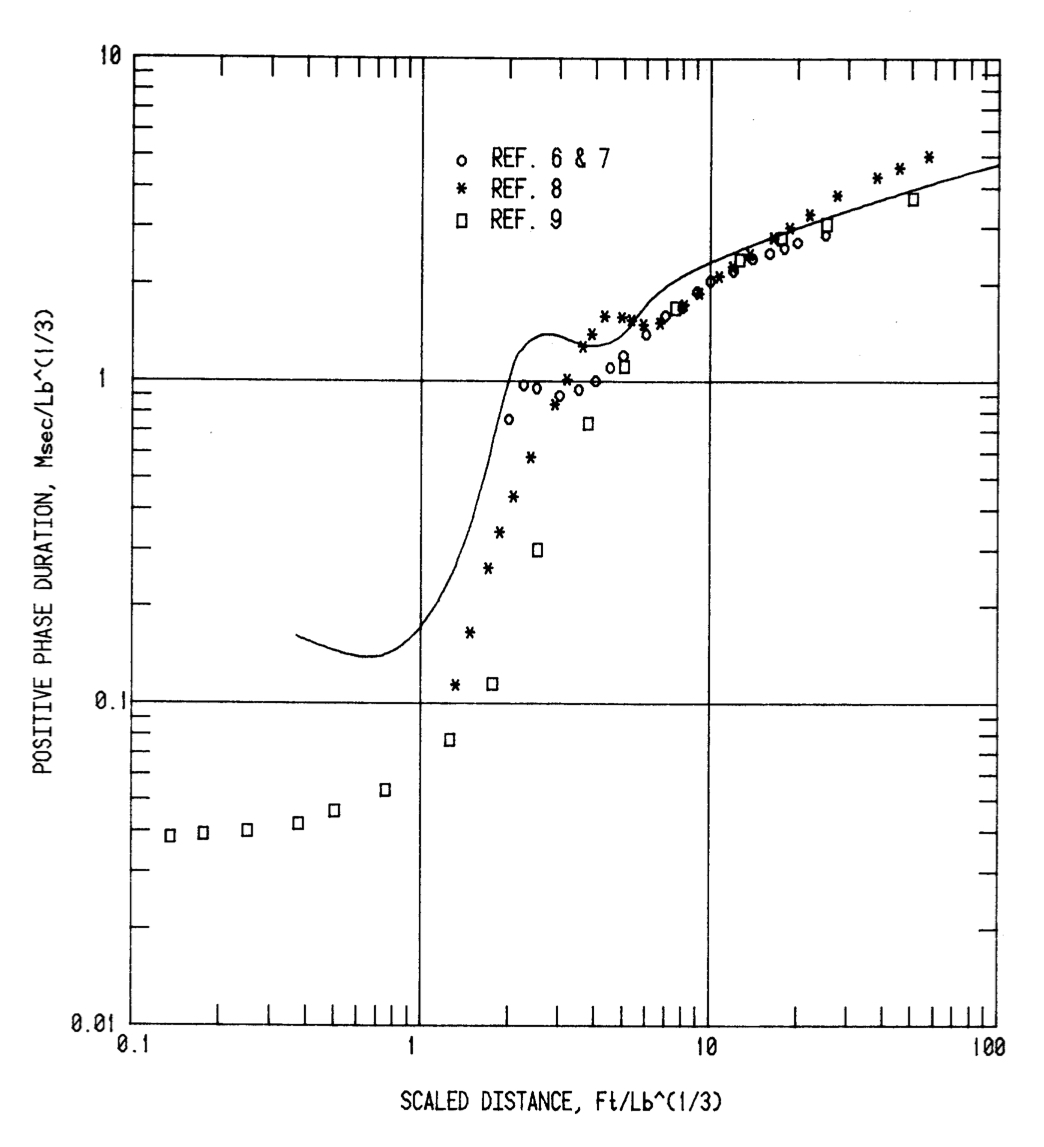 10
REF. 6 & 7
REF. 8
REF. 9
POSITIVE PHASE DURATION, Msec/Lb^(1/3)
1
0.1
0.01
0.1
1
10
100
SCALED DISTANCE, Ft/Lb^(1/3)